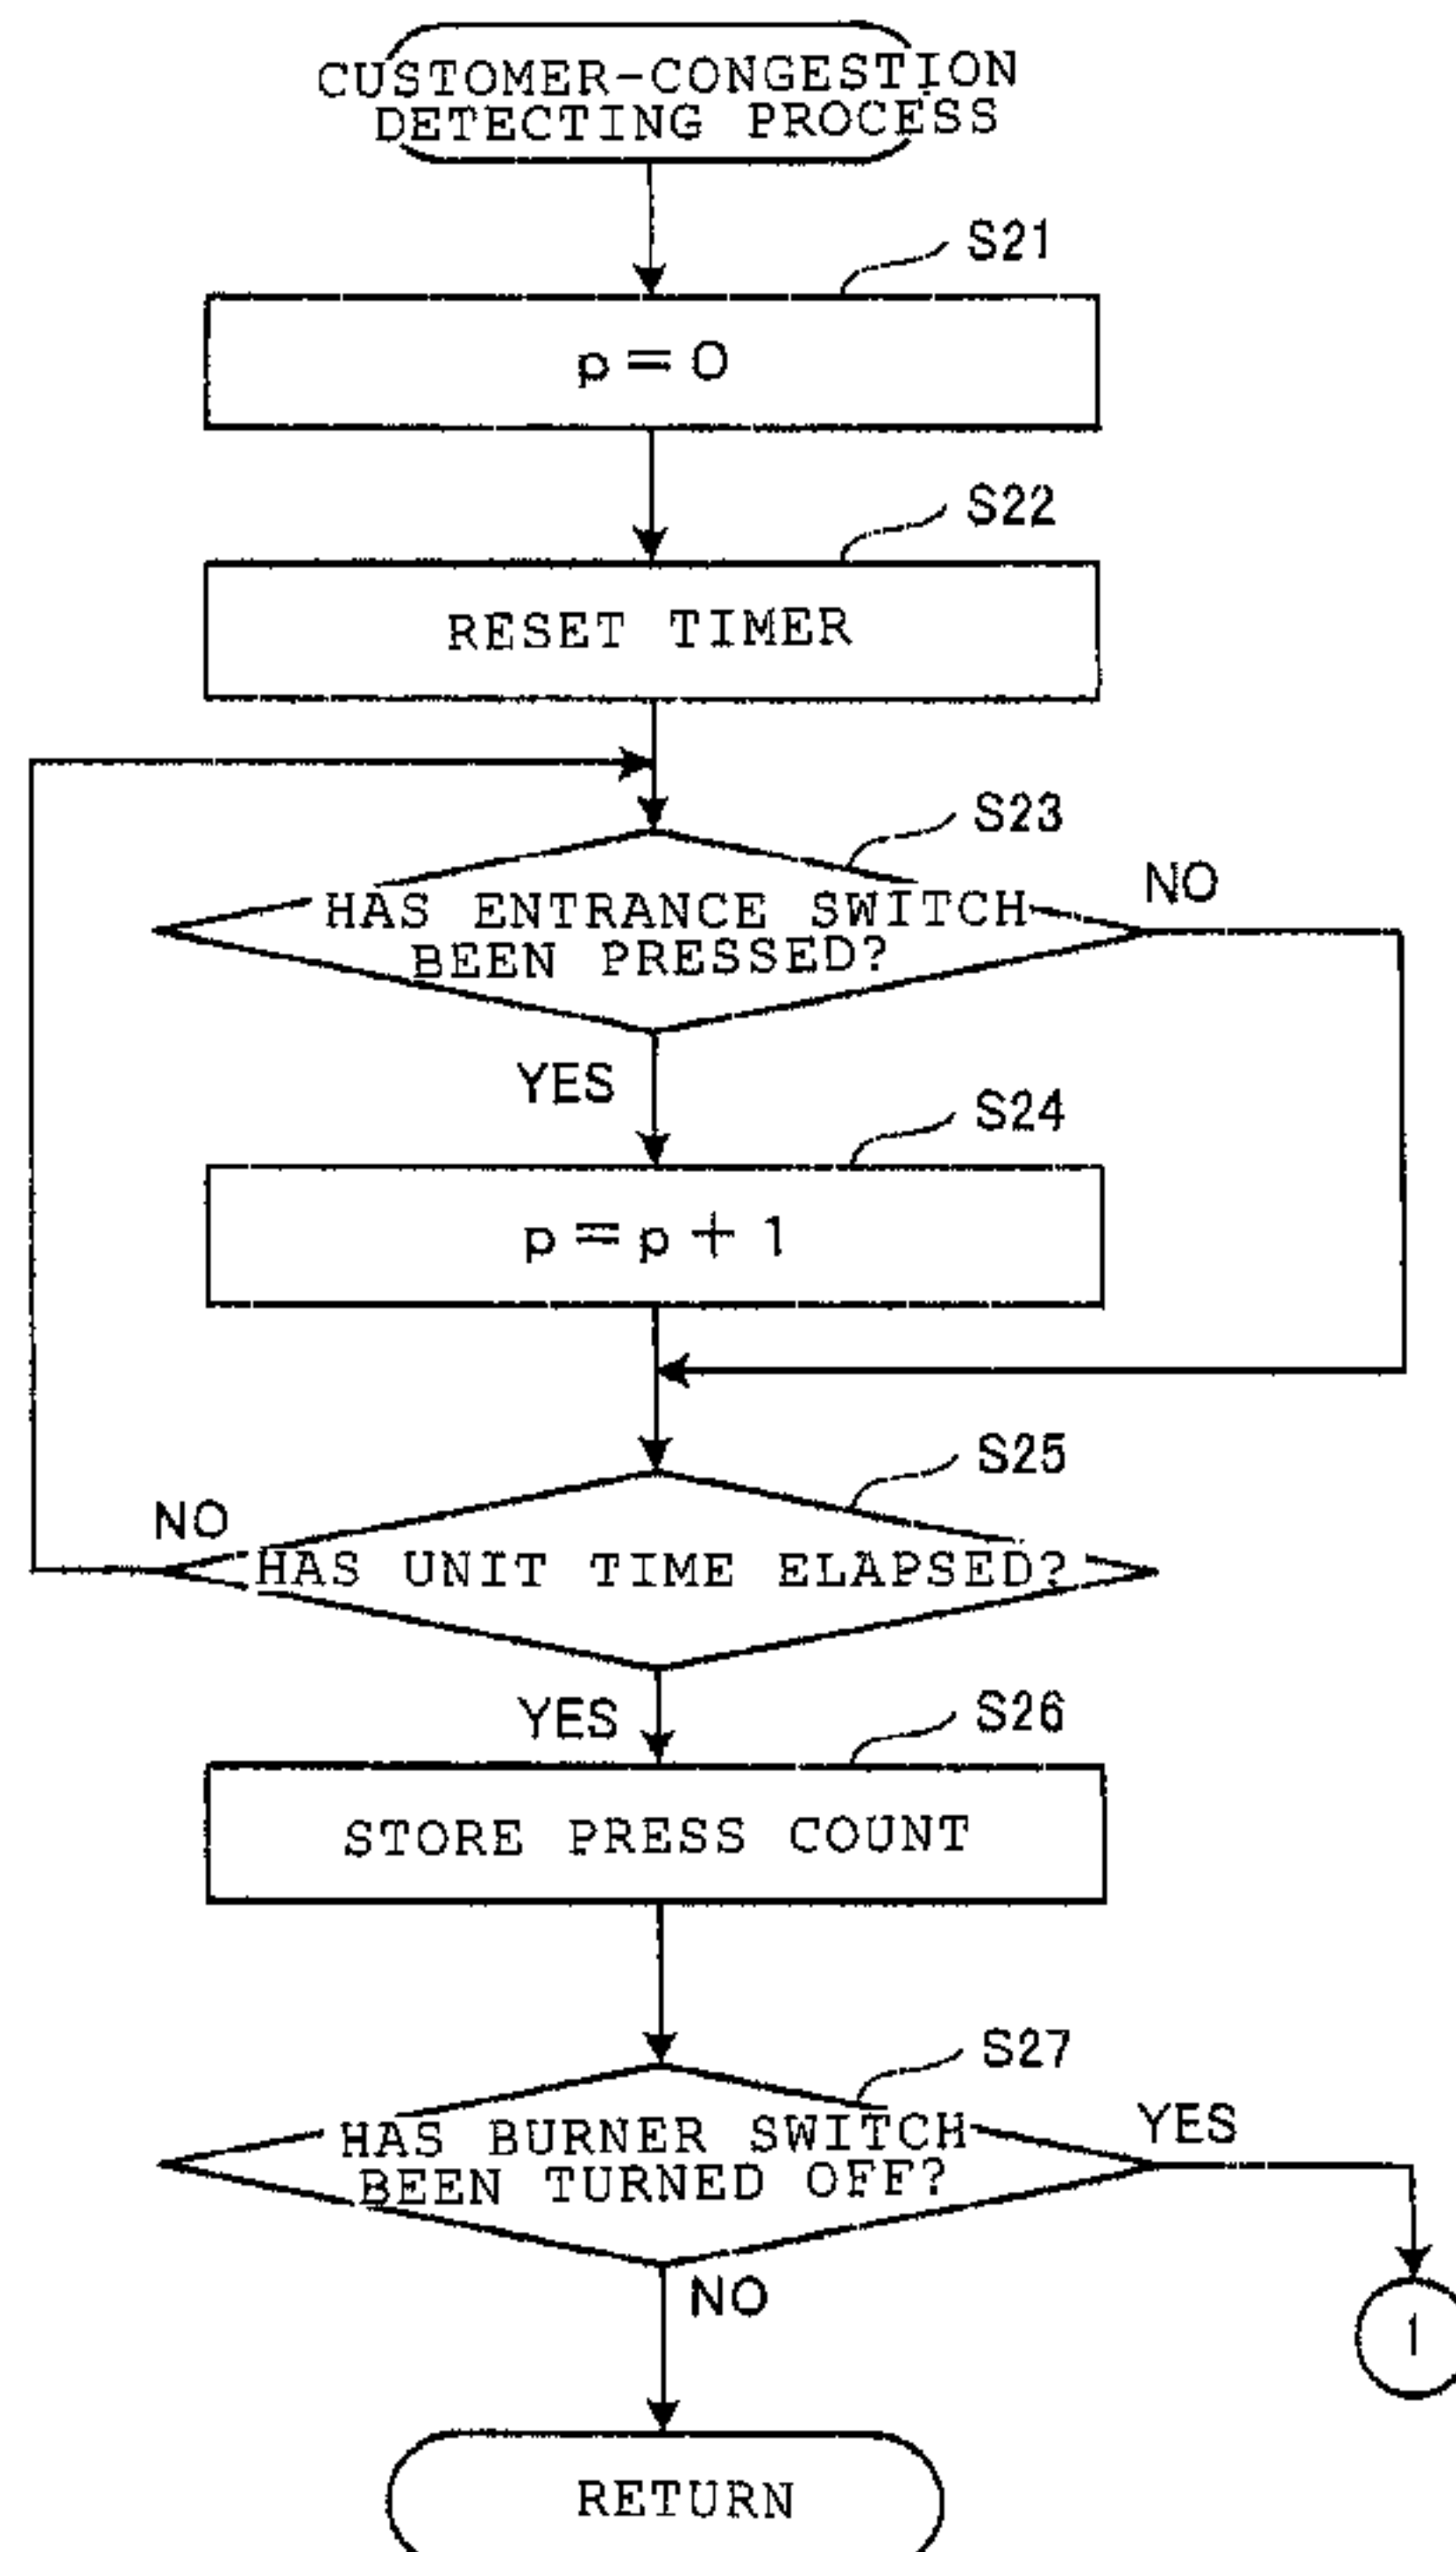 CUSTOMER-CONGESTION
DETECTING PROCESS
S21
p=0
S22
RESET TIMER
S23
HAS ENTRANCE SWITCH
BEEN PRESSED?
NO
YES
S24
p=p+1
S25
NO
HAS UNIT TIME ELAPSED?
YES
S26
STORE PRESS COUNT
S27
HAS BURNER SWITCH
BEEN TURNED OFF?
YES
NO
1
RETURN